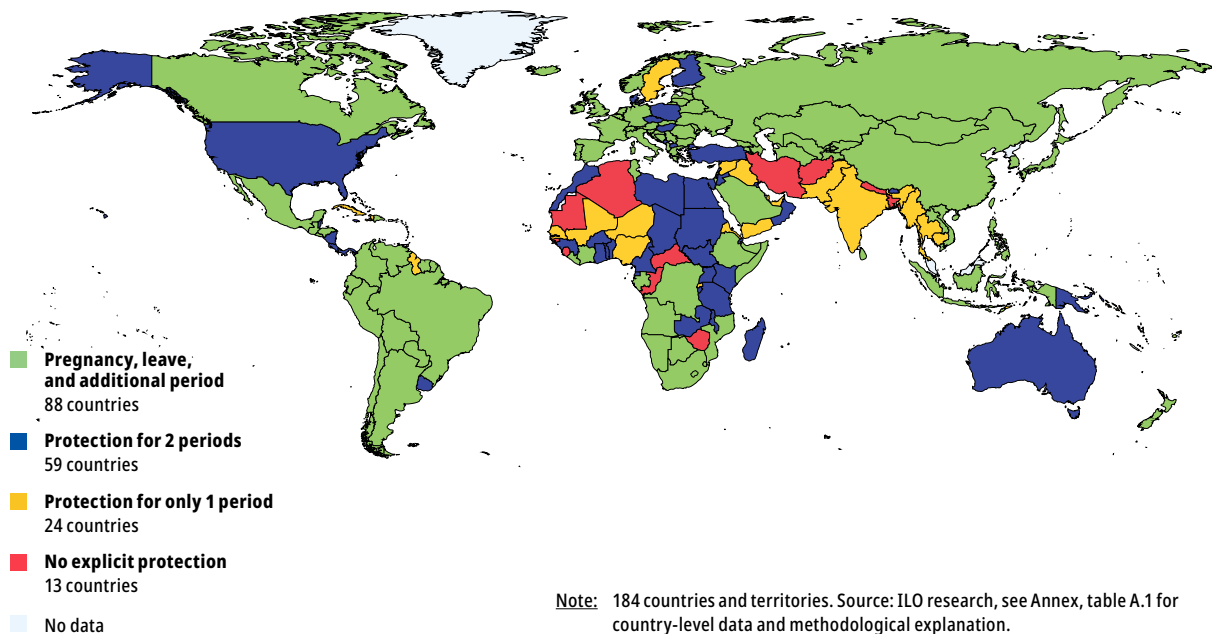 Pregnancy, leave,
and additional period
88 countries
Protection for 2 periods
59 countries
Protection for only 1 period
24 countries
No explicit protection
13 countries
No data
Note: 184 countries and territories. Source: ILO research, see Annex, table A.1 for
country-level data and methodological explanation.